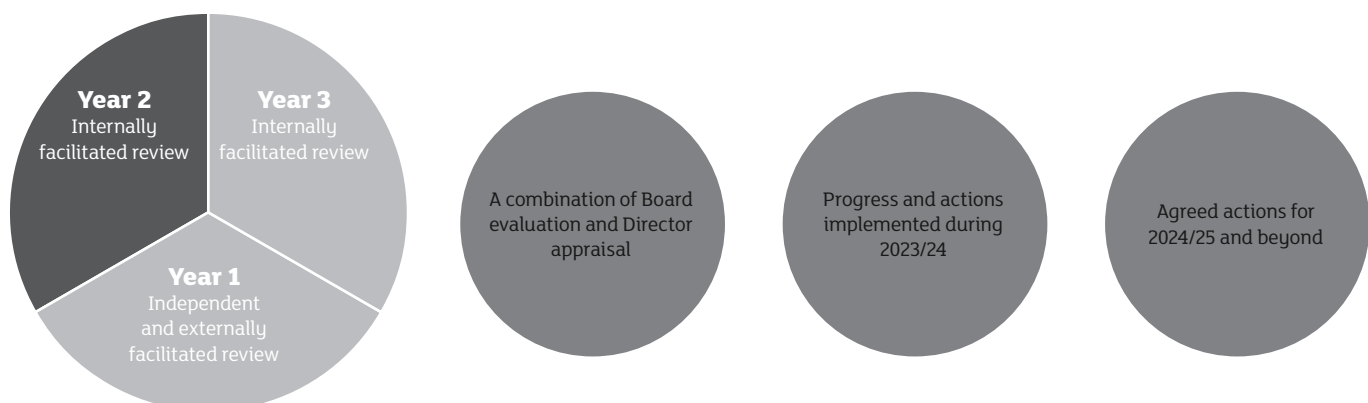 Year 2
Internally
facilitated review
Year 3
Internally
facilitated review
Year 1
Independent
and externally
facilitated review
A combination of Board
evaluation and Director
appraisal
Progress and actions
implemented during
2023/24
Agreed actions for
2024/25 and beyond